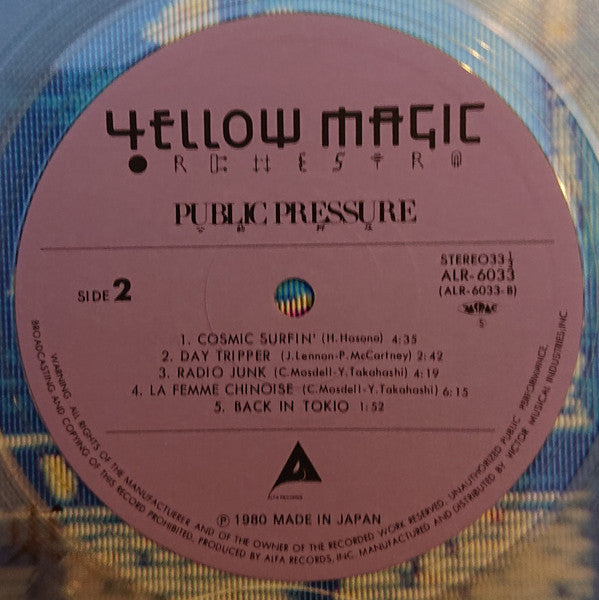 YELLOW MAGIC
ORCHESTRA
PUBLIC PRESSURE
STEREO33⅓
ALR-6033
(ALR-6033-B)
SIDE 2
S
1. COSMIC SURFIN' (H.Hosono) 4:35
2. DAY TRIPPER (J.Lennon-P.McCartney) 2:42
3. RADIO JUNK (C.Mosdell-Y.Takahashi) 4:19
4. LA FEMME CHINOISE (C.Mosdell-Y.Takahashi) 6:15
5. BACK IN TOKIO 1:52
ALFA RECORDS
Ⓟ 1980 MADE IN JAPAN
WARNING: ALL RIGHTS OF THE MANUFACTUERER AND OF THE OWNER OF THE RECORDED WORK RESERVED. UNAUTHORIZED PUBLIC PERFORMANCE,
BROADCASTING AND COPYING OF THIS RECORD PROHIBITED. PRODUCED BY ALFA RECORDS, INC. MANUFACTURED AND DISTRIBUTED BY VICTOR MUSICAL INDUSTRIES, INC.